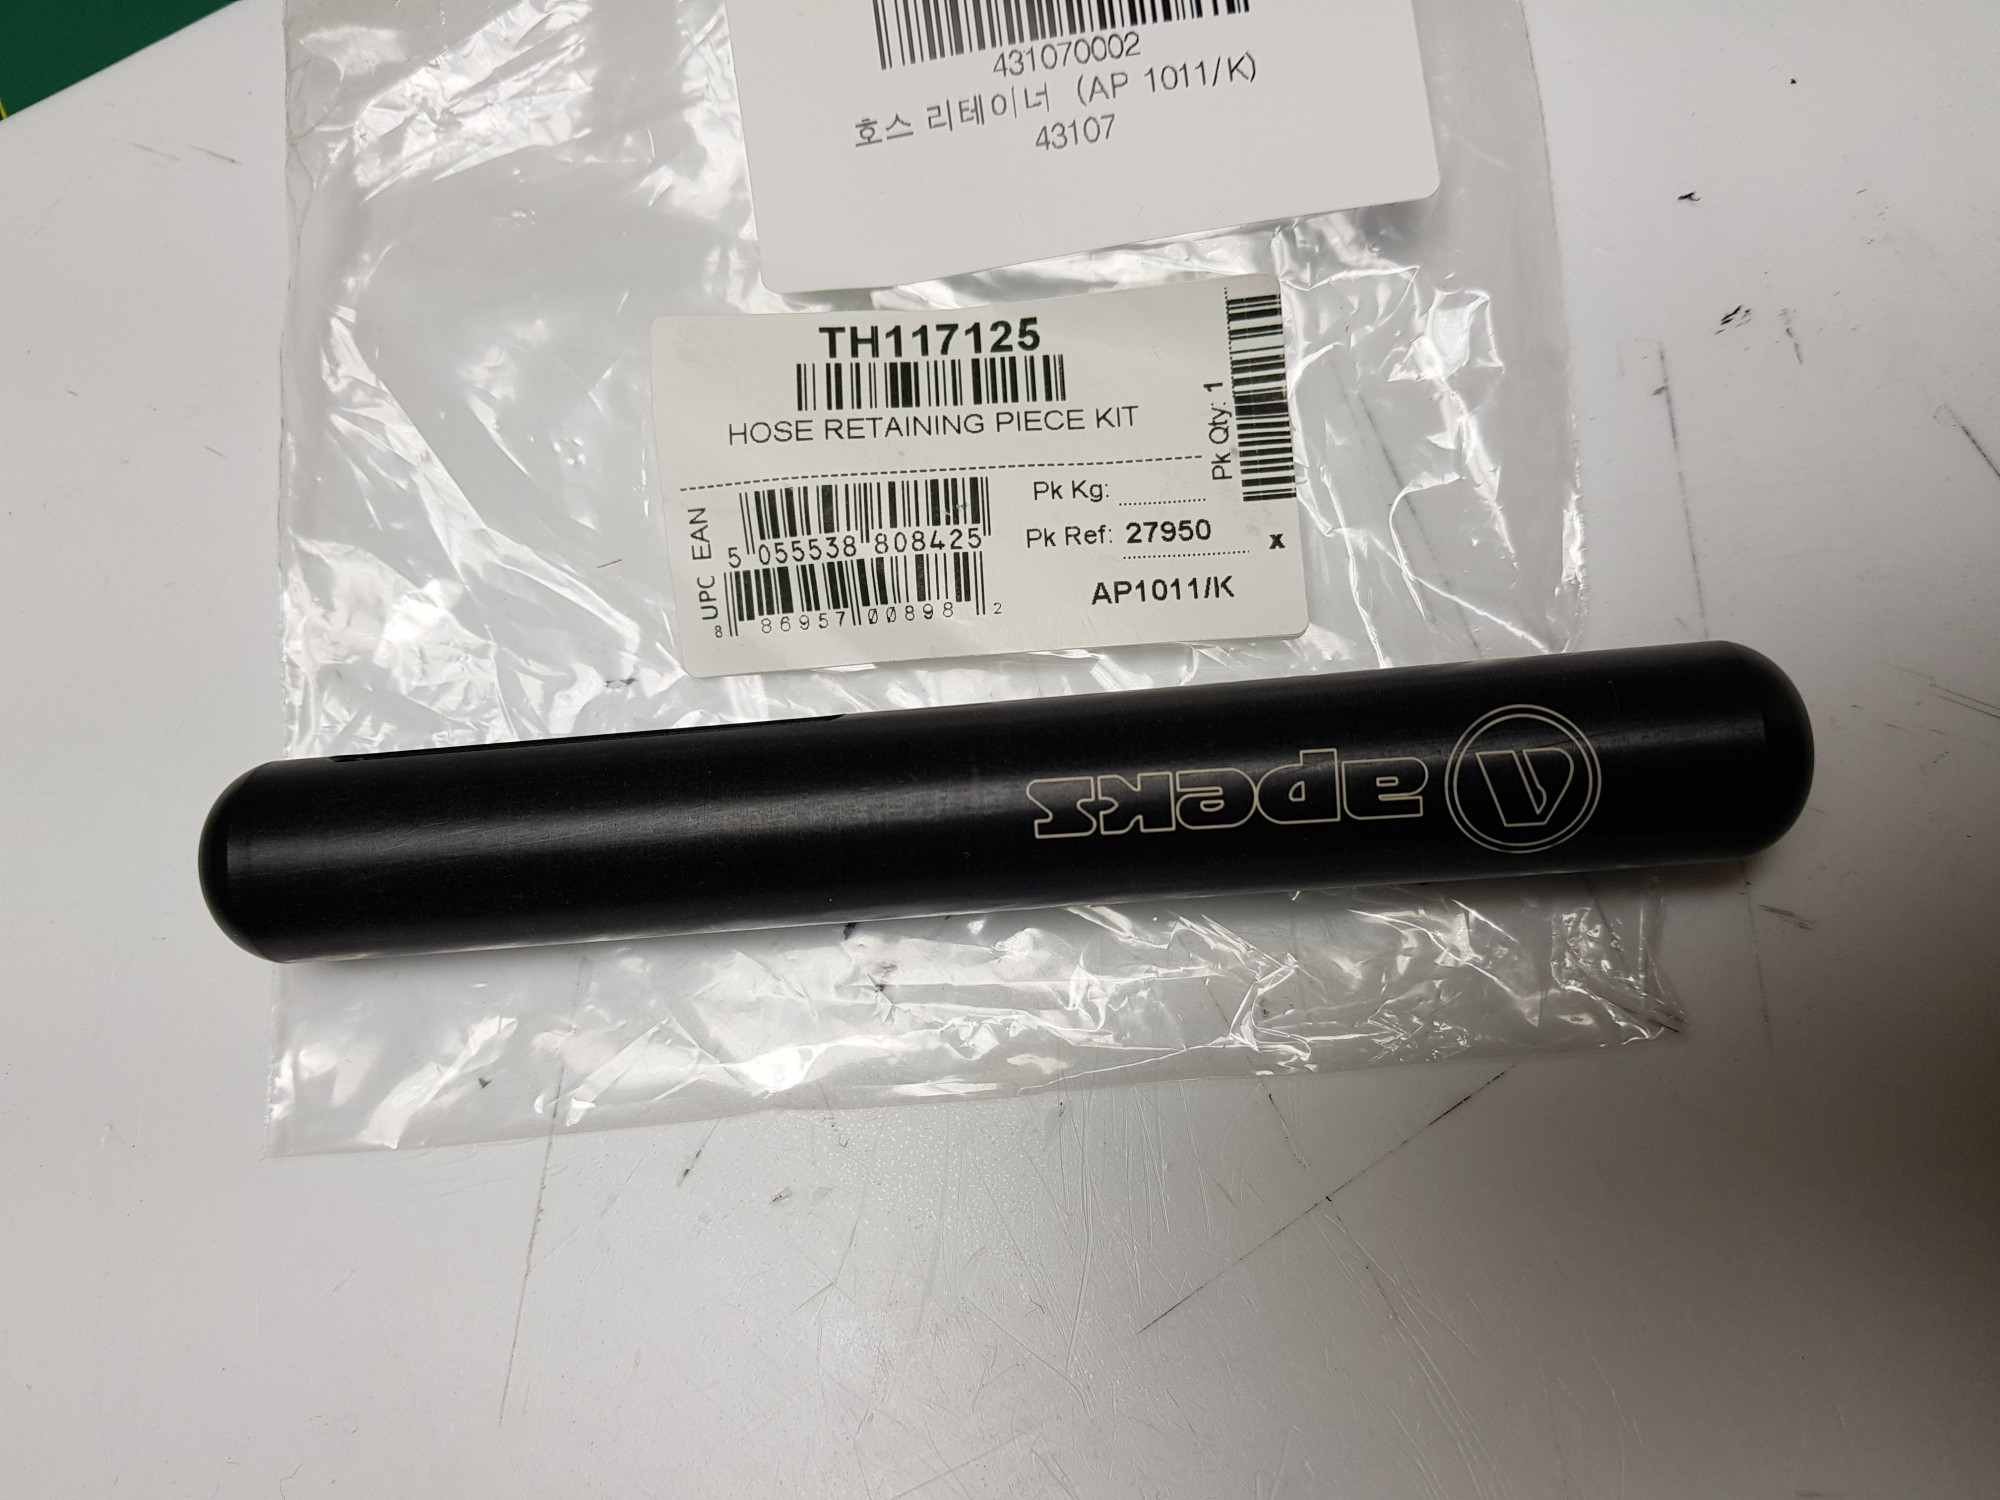 431070002
호스 리테이너 (AP 1011/K)
43107
TH117125
HOSE RETAINING PIECE KIT
Pk Qty: 1
UPC EAN
5 055538 808425
8 86957 00898 2
Pk Kg:
Pk Ref: 27950
x
AP1011/K
apeks